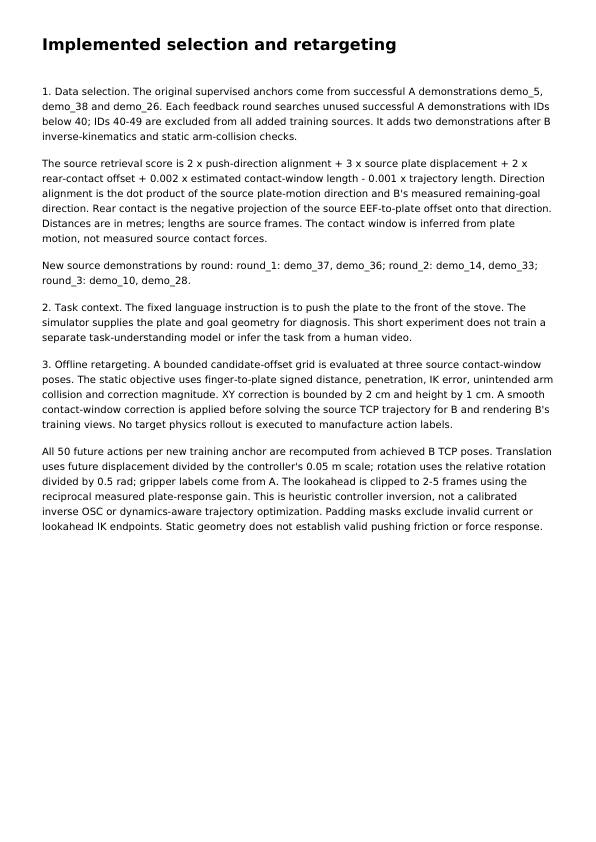 Implemented selection and retargeting
1. Data selection. The original supervised anchors come from successful A demonstrations demo_5,
demo_38 and demo_26. Each feedback round searches unused successful A demonstrations with IDs
below 40; IDs 40-49 are excluded from all added training sources. It adds two demonstrations after B
inverse-kinematics and static arm-collision checks.
The source retrieval score is 2 x push-direction alignment + 3 x source plate displacement + 2 x
rear-contact offset + 0.002 x estimated contact-window length - 0.001 x trajectory length. Direction
alignment is the dot product of the source plate-motion direction and B's measured remaining-goal
direction. Rear contact is the negative projection of the source EEF-to-plate offset onto that direction.
Distances are in metres; lengths are source frames. The contact window is inferred from plate
motion, not measured source contact forces.
New source demonstrations by round: round_1: demo_37, demo_36; round_2: demo_14, demo_33;
round_3: demo_10, demo_28.
2. Task context. The fixed language instruction is to push the plate to the front of the stove. The
simulator supplies the plate and goal geometry for diagnosis. This short experiment does not train a
separate task-understanding model or infer the task from a human video.
3. Offline retargeting. A bounded candidate-offset grid is evaluated at three source contact-window
poses. The static objective uses finger-to-plate signed distance, penetration, IK error, unintended arm
collision and correction magnitude. XY correction is bounded by 2 cm and height by 1 cm. A smooth
contact-window correction is applied before solving the source TCP trajectory for B and rendering B's
training views. No target physics rollout is executed to manufacture action labels.
All 50 future actions per new training anchor are recomputed from achieved B TCP poses. Translation
uses future displacement divided by the controller's 0.05 m scale; rotation uses the relative rotation
divided by 0.5 rad; gripper labels come from A. The lookahead is clipped to 2-5 frames using the
reciprocal measured plate-response gain. This is heuristic controller inversion, not a calibrated
inverse OSC or dynamics-aware trajectory optimization. Padding masks exclude invalid current or
lookahead IK endpoints. Static geometry does not establish valid pushing friction or force response.